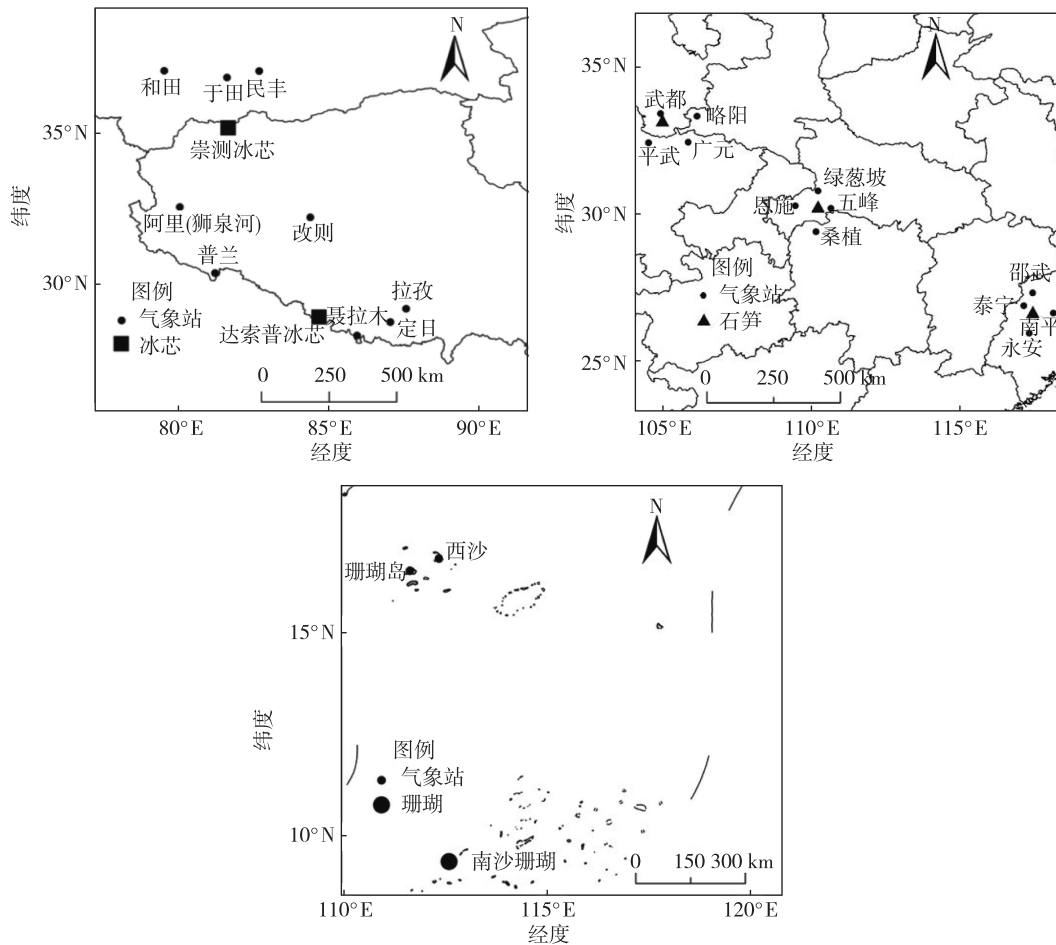 N
和田
于田
民丰
35°N
崇测冰芯
纬度
阿里(狮泉河)
改则
普兰
30°N
图例
气象站
冰芯
拉孜
聂拉木
达索普冰芯
定日
0 250 500 km
80°E 85°E 90°E
经度
N
35°N
武都
略阳
平武
广元
绿葱坡
恩施
五峰
30°N
纬度
桑植
图例
气象站
石笋
邵武
泰宁
南平
永安
25°N
0 250 500 km
105°E 110°E 115°E
经度
N
西沙
珊瑚岛
15°N
纬度
图例
气象站
珊瑚
10°N
南沙珊瑚
0 150 300 km
110°E 115°E 120°E
经度